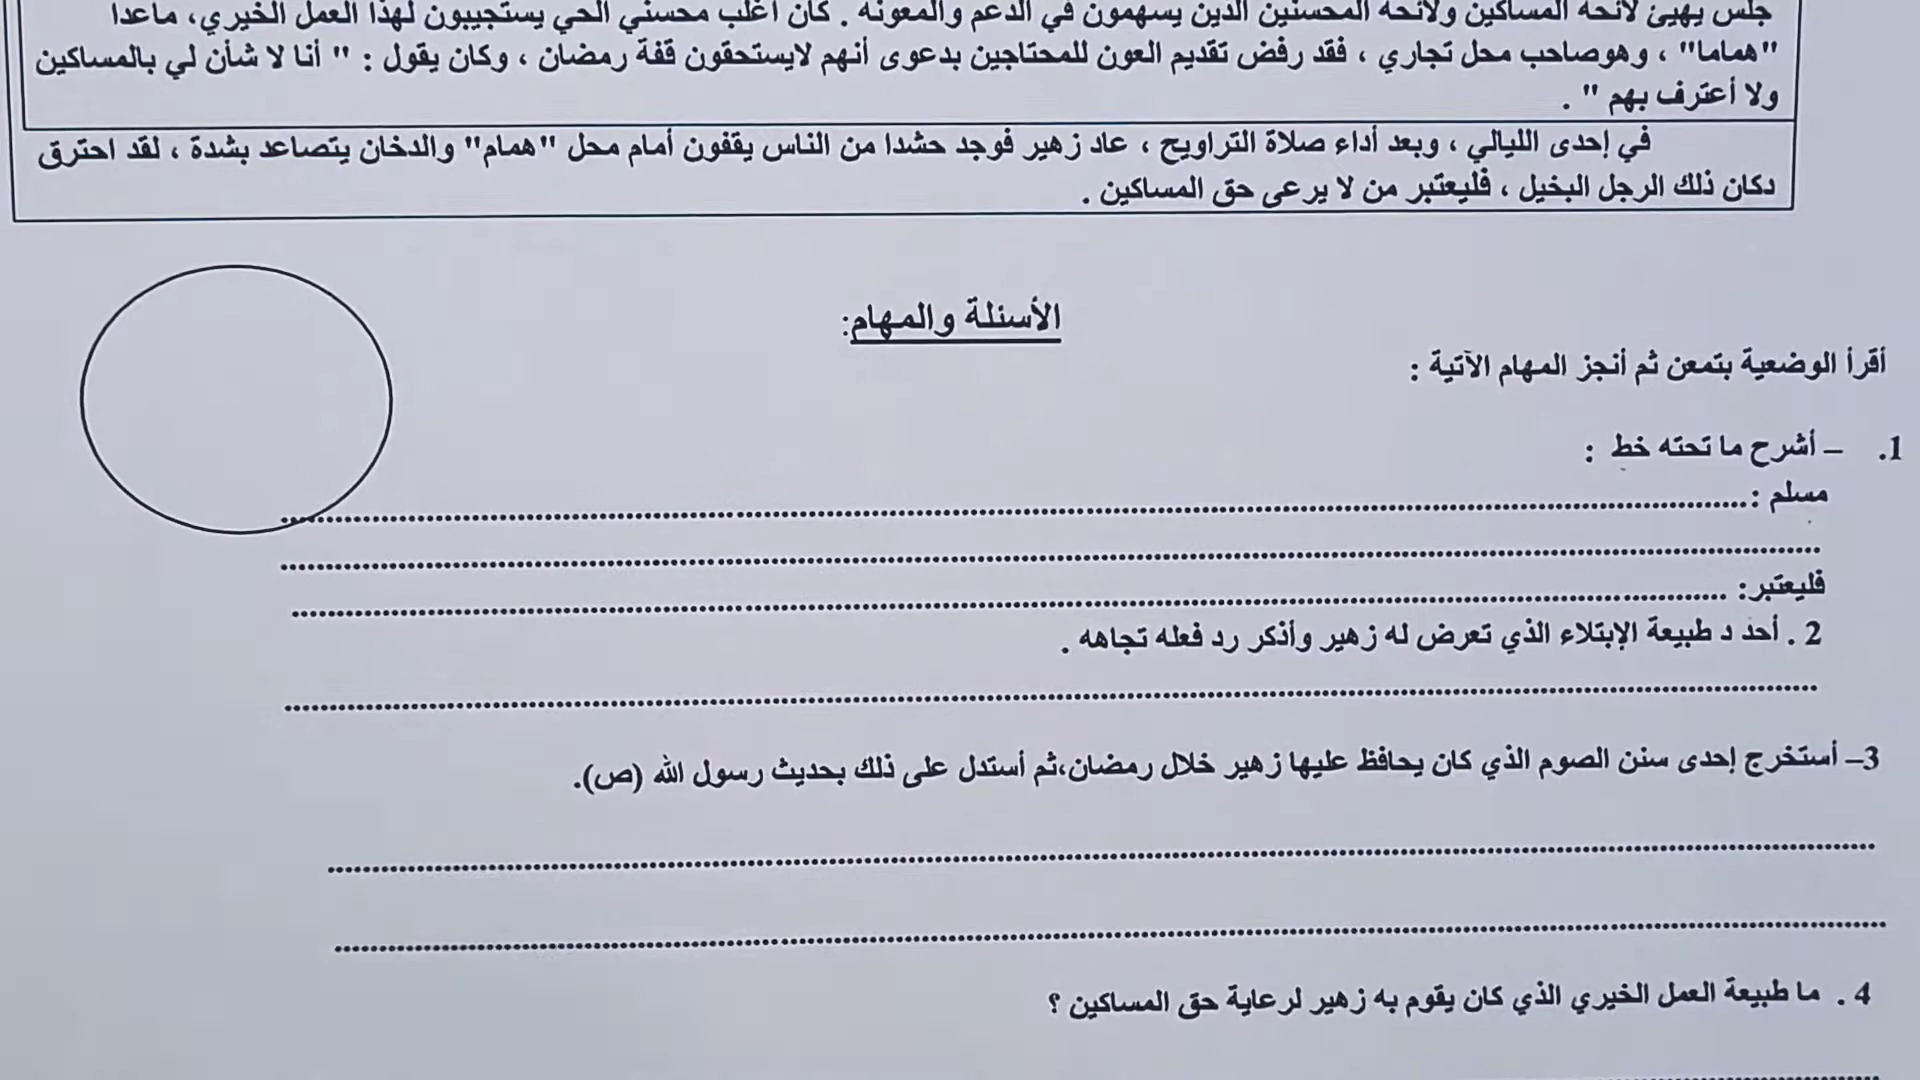 جلس يهيئ لائحة المساكين ولائحة المحسنين الذين يسهمون في الدعم والمعونة . كان أغلب محسني الحي يستجيبون لهذا العمل الخيري، ماعدا
"هماما" ، وهوصاحب محل تجاري ، فقد رفض تقديم العون للمحتاجين بدعوى أنهم لايستحقون قفة رمضان ، وكان يقول : " أنا لا شأن لي بالمساكين
ولا أعترف بهم " .
في إحدى الليالي ، وبعد أداء صلاة التراويح ، عاد زهير فوجد حشدا من الناس يقفون أمام محل "همام" والدخان يتصاعد بشدة ، لقد احترق
دكان ذلك الرجل البخيل ، فليعتبر من لا يرعى حق المساكين .
الأسئلة والمهام:
أقرأ الوضعية بتمعن ثم أنجز المهام الآتية :
1. – أشرح ما تحته خط :
مسلم :
فليعتبر:
2 . أحد د طبيعة الإبتلاء الذي تعرض له زهير وأذكر رد فعله تجاهه .
3– أستخرج إحدى سنن الصوم الذي كان يحافظ عليها زهير خلال رمضان،ثم أستدل على ذلك بحديث رسول الله (ص).
4 . ما طبيعة العمل الخيري الذي كان يقوم به زهير لرعاية حق المساكين ؟